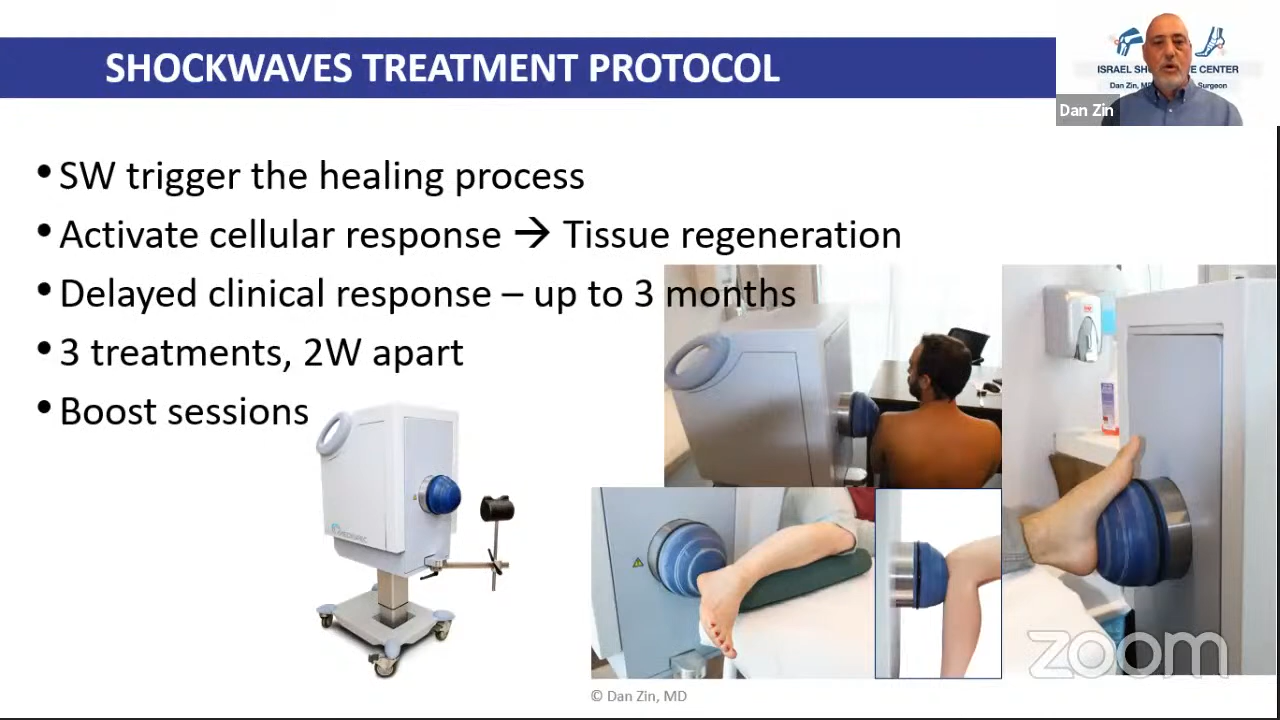 SHOCKWAVES TREATMENT PROTOCOL
ISRAEL SH E CENTER
Dan Zin, M Surgeon
Dan Zin
• SW trigger the healing process
• Activate cellular response → Tissue regeneration
• Delayed clinical response – up to 3 months
• 3 treatments, 2W apart
• Boost sessions
zoom
© Dan Zin, MD